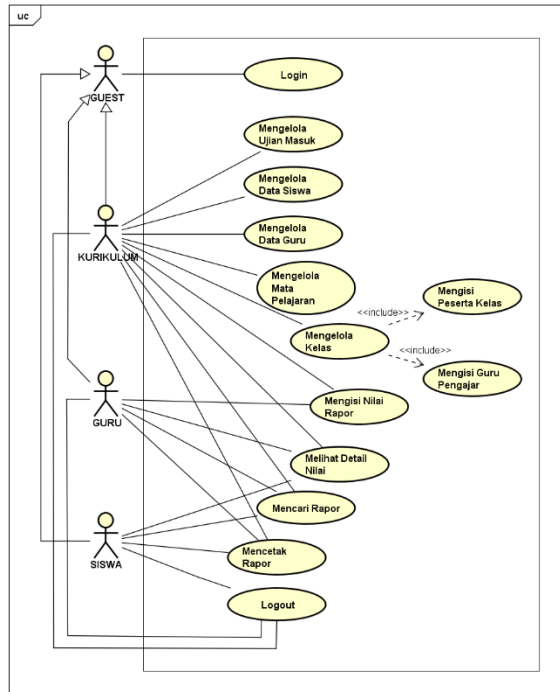 uc
GUEST
Login
Mengelola
Ujian Masuk
Mengelola
Data Siswa
Mengelola
Data Guru
KURIKULUM
Mengelola
Mata
Pelajaran
Mengelola
Kelas
<<include>>
Mengisi
Peserta Kelas
<<include>>
Mengisi Guru
Pengajar
Mengisi Nilai
Rapor
GURU
Melihat Detail
Nilai
Mencari Rapor
Mencetak
Rapor
SISWA
Logout